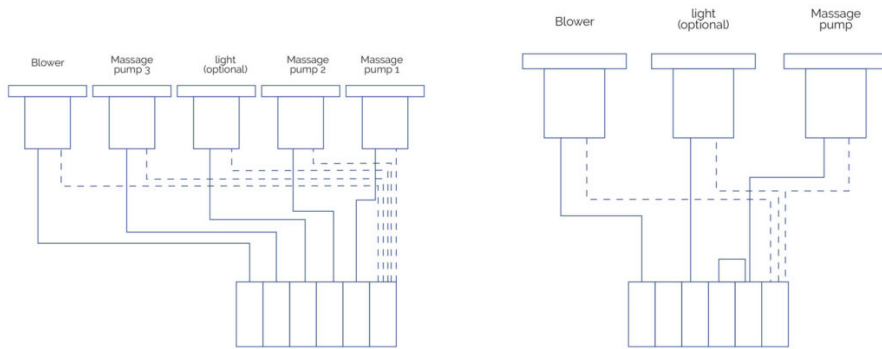 Blower
Massage
pump 3
light
(optional)
Massage
pump 2
Massage
pump 1
Blower
light
(optional)
Massage
pump